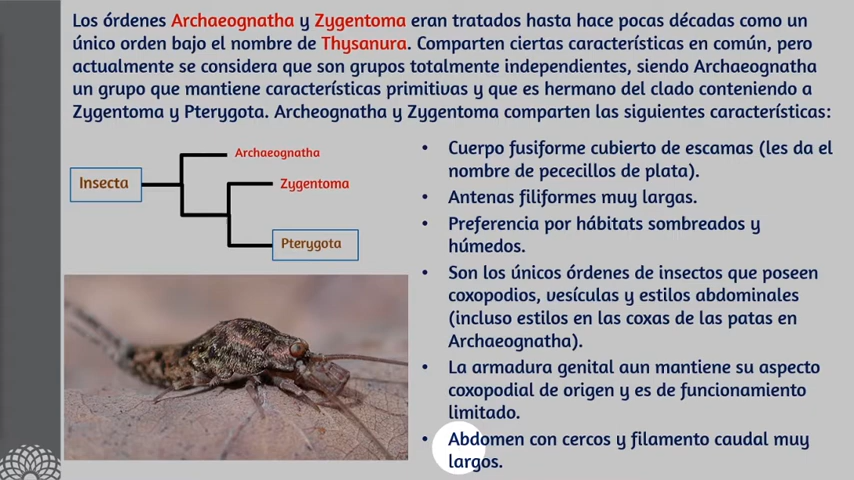 Los órdenes Archaeognatha y Zygentoma eran tratados hasta hace pocas décadas como un
único orden bajo el nombre de Thysanura. Comparten ciertas características en común, pero
actualmente se considera que son grupos totalmente independientes, siendo Archaeognatha
un grupo que mantiene características primitivas y que es hermano del clado conteniendo a
Zygentoma y Pterygota. Archeognatha y Zygentoma comparten las siguientes características:
Insecta
Archaeognatha
Zygentoma
Pterygota
• Cuerpo fusiforme cubierto de escamas (les da el
nombre de pececillos de plata).
• Antenas filiformes muy largas.
• Preferencia por hábitats sombreados y
húmedos.
• Son los únicos órdenes de insectos que poseen
coxopodios, vesículas y estilos abdominales
(incluso estilos en las coxas de las patas en
Archaeognatha).
• La armadura genital aun mantiene su aspecto
coxopodial de origen y es de funcionamiento
limitado.
• Abdomen con cercos y filamento caudal muy
largos.